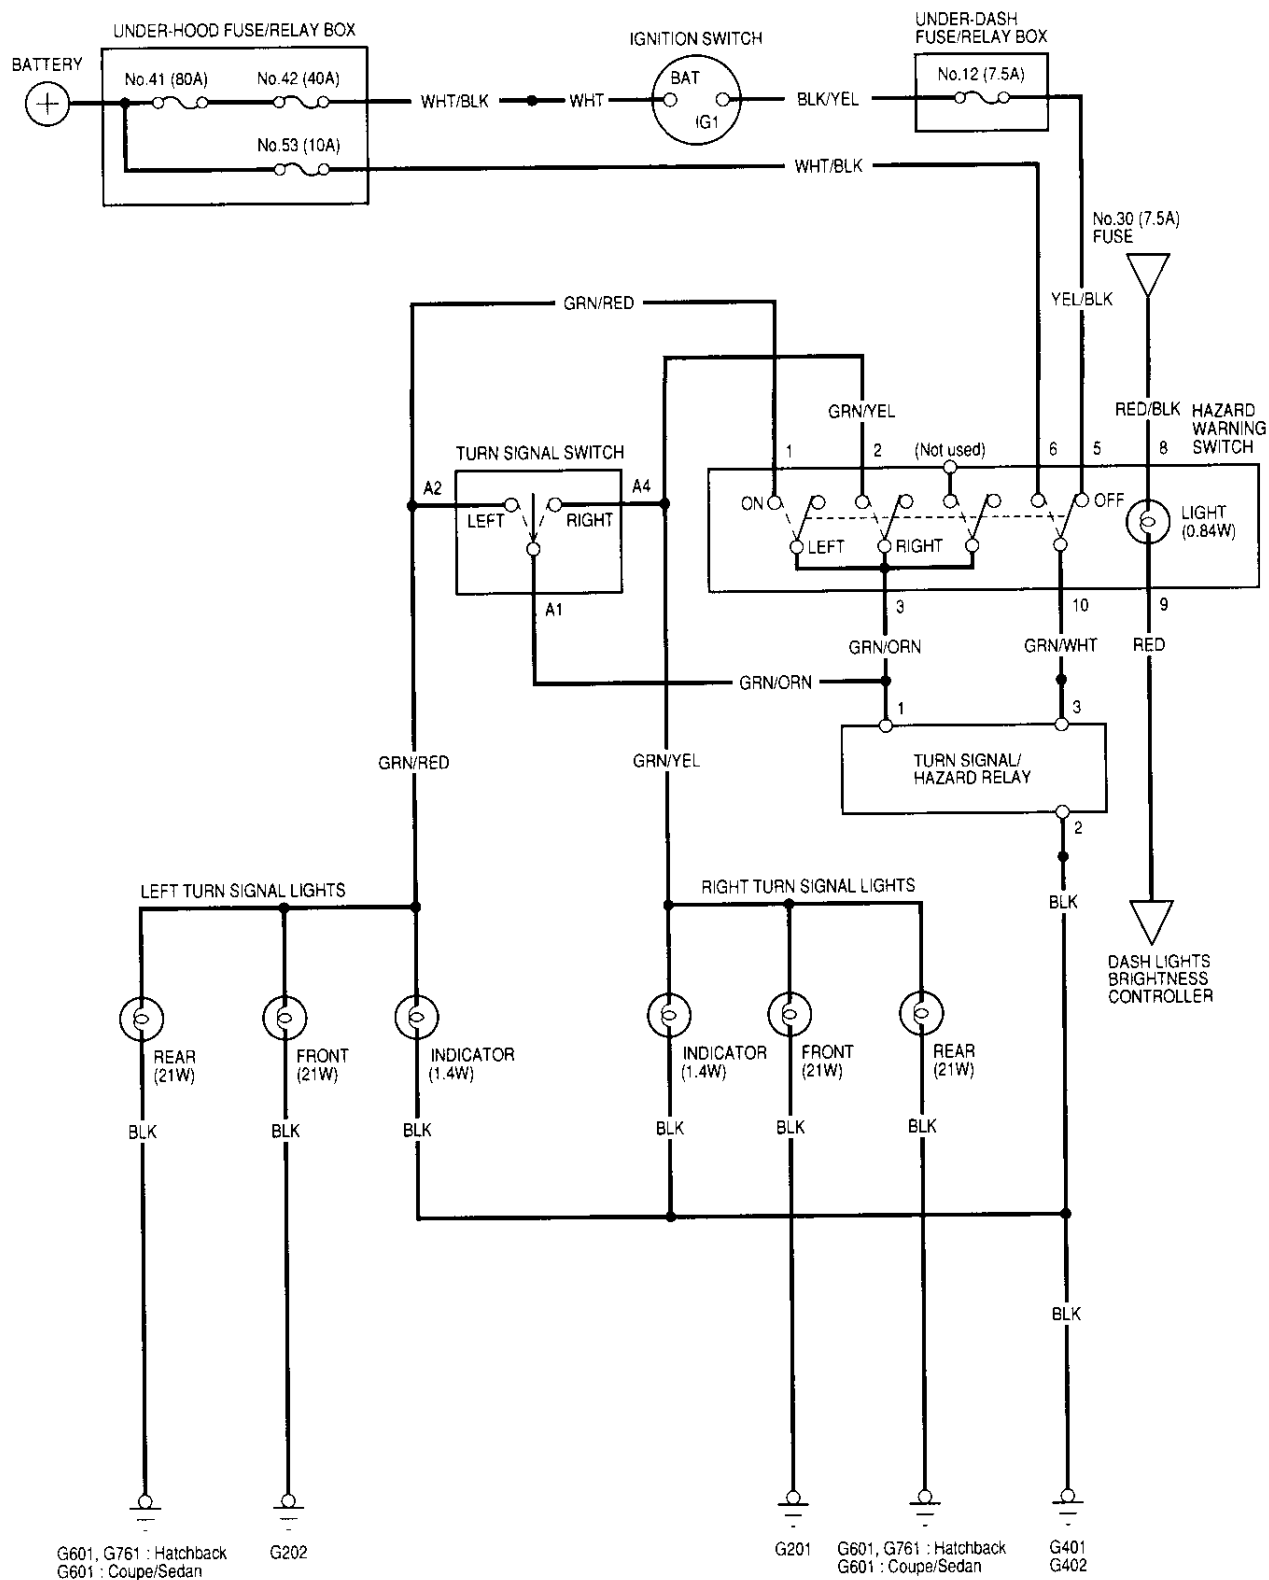 UNDER-HOOD FUSE/RELAY BOX
IGNITION SWITCH
UNDER-DASH
FUSE/RELAY BOX
BATTERY
No.41 (80A)
No.42 (40A)
BAT
No.12 (7.5A)
WHT/BLK
WHT
BLK/YEL
IG1
No.53 (10A)
WHT/BLK
No.30 (7.5A)
FUSE
GRN/RED
YEL/BLK
GRN/YEL
RED/BLK
HAZARD
WARNING
SWITCH
TURN SIGNAL SWITCH
1
2
(Not used)
6
5
8
A2
A4
LEFT
RIGHT
ON
OFF
LEFT
RIGHT
LIGHT
(0.84W)
A1
3
10
9
GRN/ORN
GRN/WHT
RED
GRN/ORN
1
3
GRN/RED
GRN/YEL
TURN SIGNAL/
HAZARD RELAY
2
LEFT TURN SIGNAL LIGHTS
RIGHT TURN SIGNAL LIGHTS
BLK
DASH LIGHTS
BRIGHTNESS
CONTROLLER
REAR
(21W)
FRONT
(21W)
INDICATOR
(1.4W)
INDICATOR
(1.4W)
FRONT
(21W)
REAR
(21W)
BLK
BLK
BLK
BLK
BLK
BLK
BLK
G601, G761 : Hatchback
G601 : Coupe/Sedan
G202
G201
G601, G761 : Hatchback
G601 : Coupe/Sedan
G401
G402